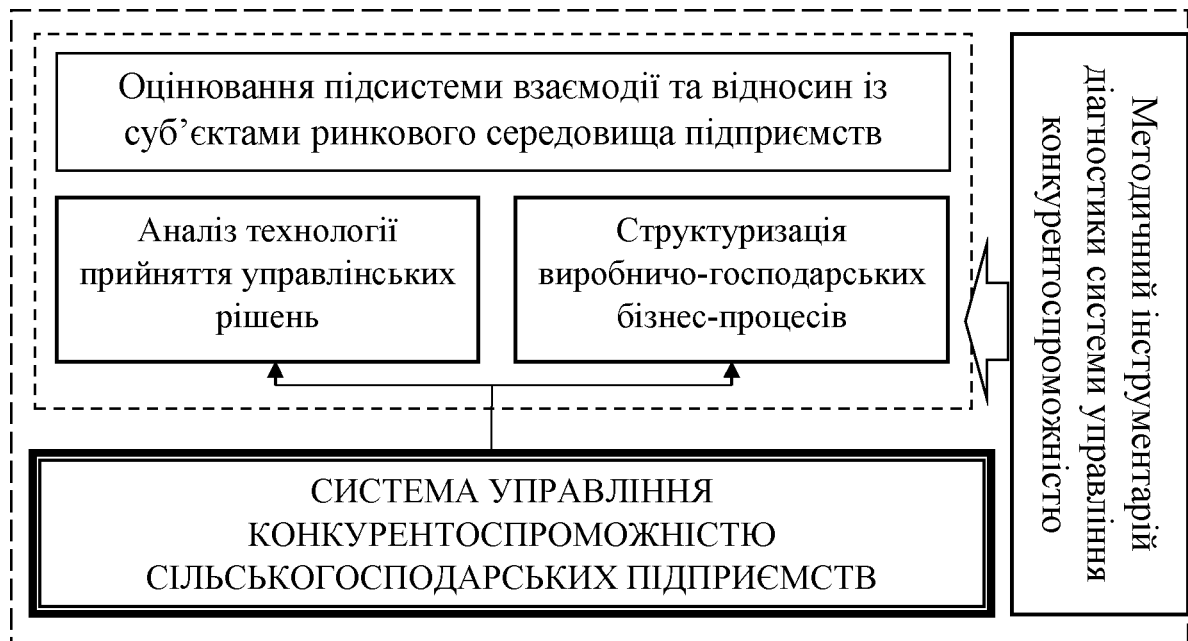 Оцінювання підсистеми взаємодії та відносин із
суб’єктами ринкового середовища підприємств
Аналіз технології
прийняття управлінських
рішень
Структуризація
виробничо-господарських
бізнес-процесів
СИСТЕМА УПРАВЛІННЯ
КОНКУРЕНТОСПРОМОЖНІСТЮ
СІЛЬСЬКОГОСПОДАРСЬКИХ ПІДПРИЄМСТВ
Методичний інструментарій
діагностики системи управління
конкурентоспроможністю